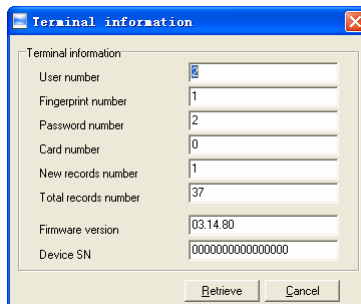 Terminal information
Terminal information
User number 2
Fingerprint number 1
Password number 2
Card number 0
New records number 1
Total records number 37
Firmware version 03.14.80
Device SN 0000000000000000
Retrieve Cancel